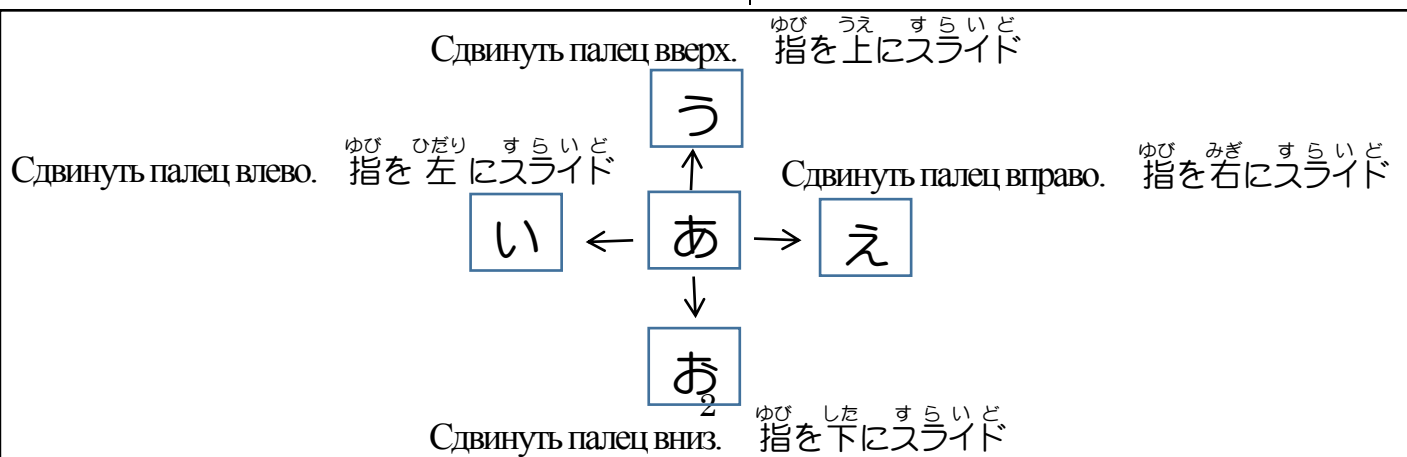 ゆび うえ すらいど
Сдвинуть палец вверх. 指を上にスライド
う
ゆび ひだり すらいど
Сдвинуть палец влево. 指を 左 にスライド
ゆび みぎ すらいど
Сдвинуть палец вправо. 指を右にスライド
い ← あ → え
お
2
ゆび した すらいど
Сдвинуть палец вниз. 指を下にスライド